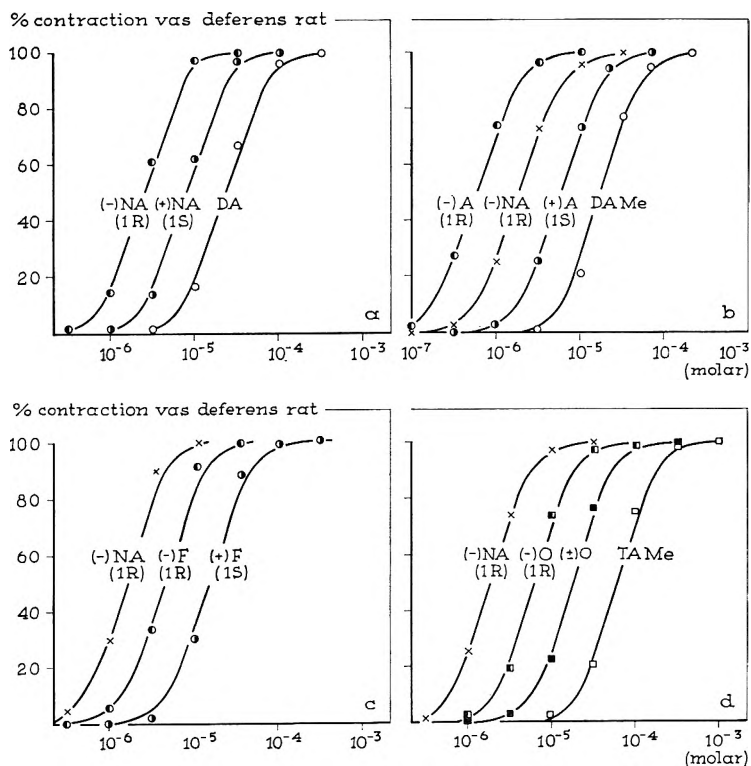 % contraction vas deferens rat
100
80
60
40
20
(-)NA (+)NA DA
(1R) (1S)
a
10-6 10-5 10-4 10-3
(-)A (-)NA (+)A DAMe
(1R) (1R) (1S)
b
10-7 10-6 10-5 10-4 10-3
(molar)
% contraction vas deferens rat
100
80
60
40
20
(-)NA (-)F (+)F
(1R) (1R) (1S)
c
10-6 10-5 10-4 10-3
(-)NA (-)O (±)O TAMe
(1R) (1R)
d
10-6 10-5 10-4 10-3
(molar)